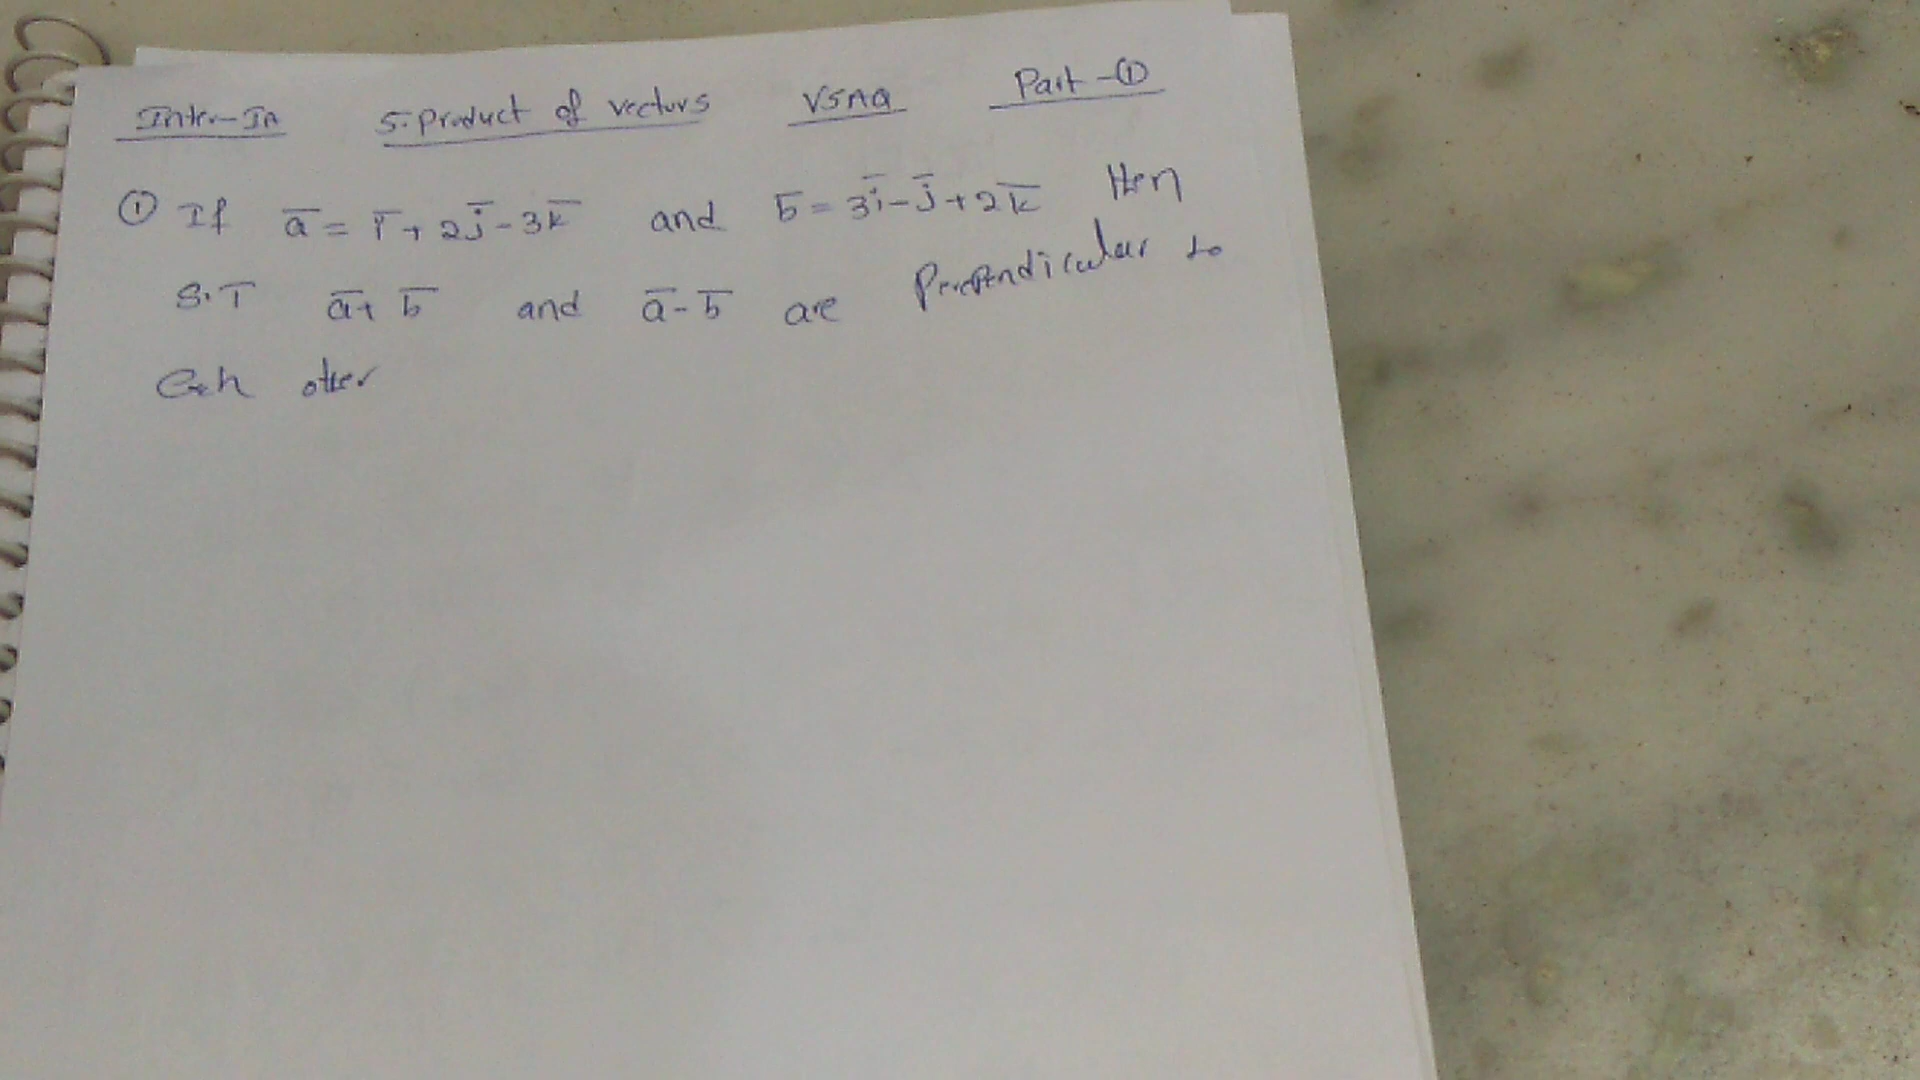 Inter-IA 5.Product of vectors VSAQ Part-①
① If a̅ = i̅ + 2j̅ - 3k̅ and b̅ = 3i̅ - j̅ + 2k̅ then
S.T a̅ + b̅ and a̅ - b̅ are Perpendicular to
Each other